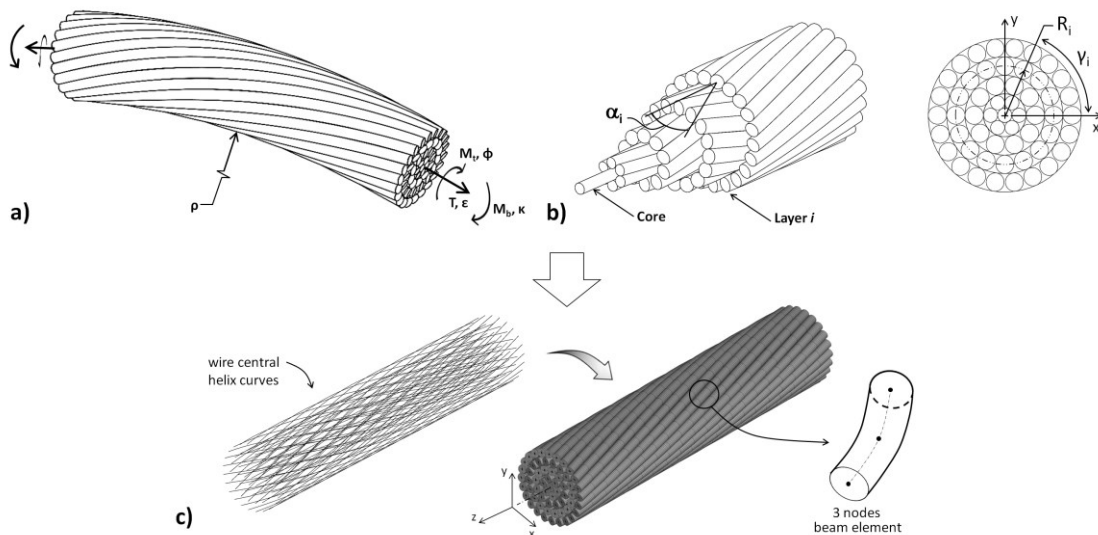 M_t, ϕ
T, ε
M_b, κ
ρ
a)
α_i
Core
Layer i
b)
y
R_i
γ_i
x
wire central
helix curves
y
z
x
c)
3 nodes
beam element